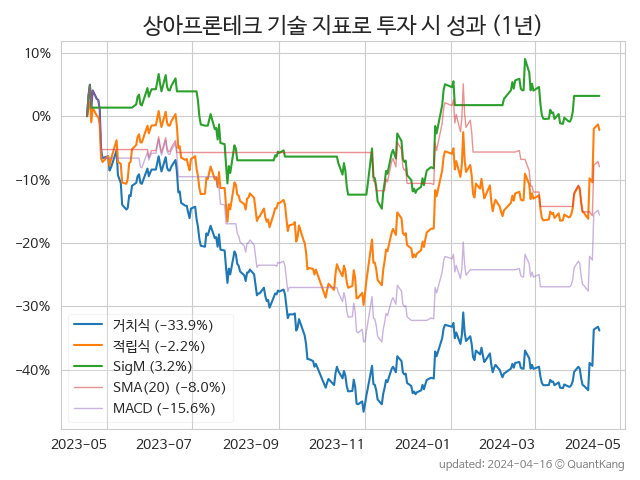 상아프론테크 기술 지표로 투자 시 성과 (1년)
10%
0%
−10%
−20%
−30%
−40%
거치식 (−33.9%)
적립식 (−2.2%)
SigM (3.2%)
SMA(20) (−8.0%)
MACD (−15.6%)
2023-05 2023-07 2023-09 2023-11 2024-01 2024-03 2024-05
updated: 2024-04-16 © QuantKang